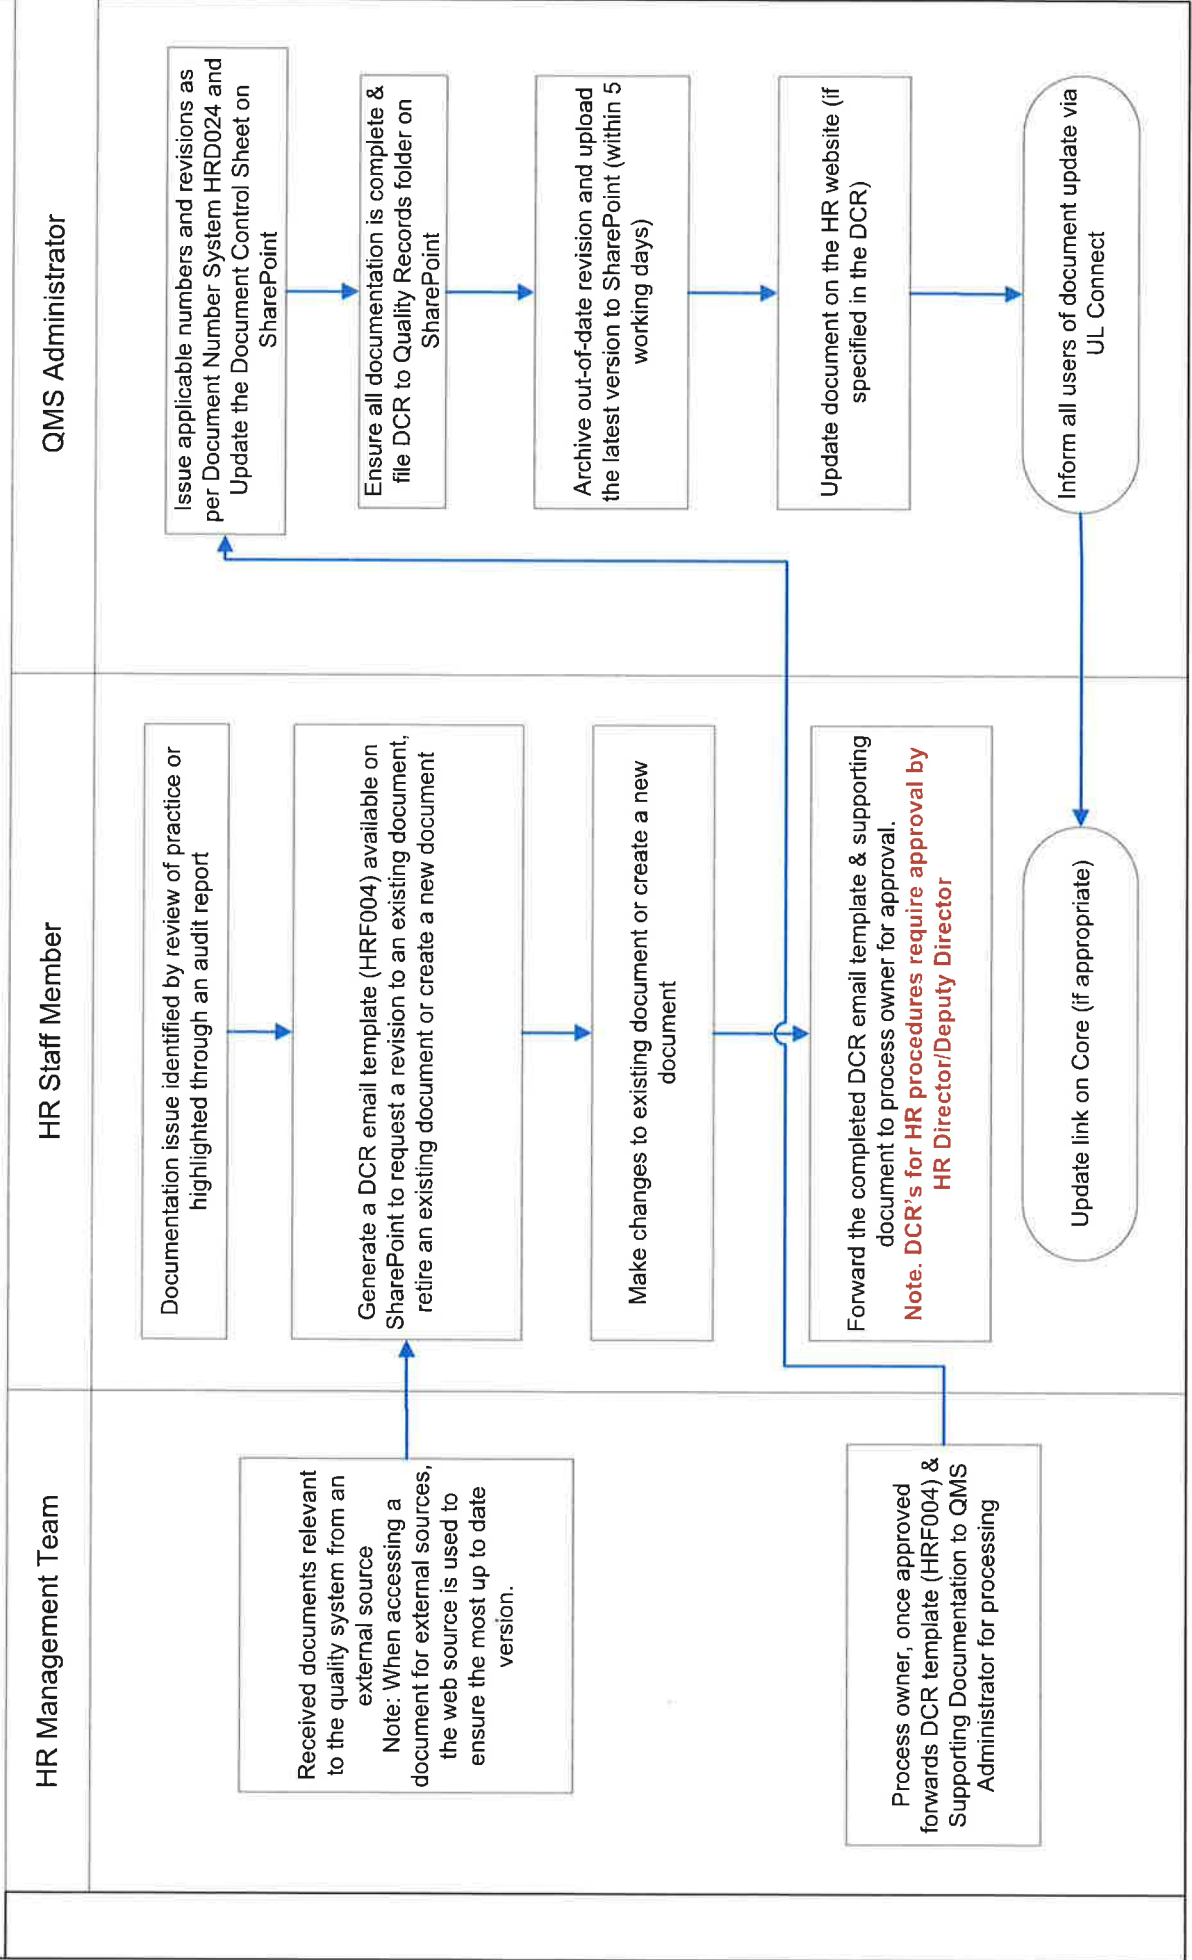 HR Management Team
HR Staff Member
QMS Administrator
Received documents relevant
to the quality system from an
external source
Note: When accessing a
document for external sources,
the web source is used to
ensure the most up to date
version.
Process owner, once approved
forwards DCR template (HRF004) &
Supporting Documentation to QMS
Administrator for processing
Documentation issue identified by review of practice or
highlighted through an audit report
Generate a DCR email template (HRF004) available on
SharePoint to request a revision to an existing document,
retire an existing document or create a new document
Make changes to existing document or create a new
document
Forward the completed DCR email template & supporting
document to process owner for approval.
Note. DCR's for HR procedures require approval by
HR Director/Deputy Director
Update link on Core (if appropriate)
Issue applicable numbers and revisions as
per Document Number System HRD024 and
Update the Document Control Sheet on
SharePoint
Ensure all documentation is complete &
file DCR to Quality Records folder on
SharePoint
Archive out-of-date revision and upload
the latest version to SharePoint (within 5
working days)
Update document on the HR website (if
specified in the DCR)
Inform all users of document update via
UL Connect